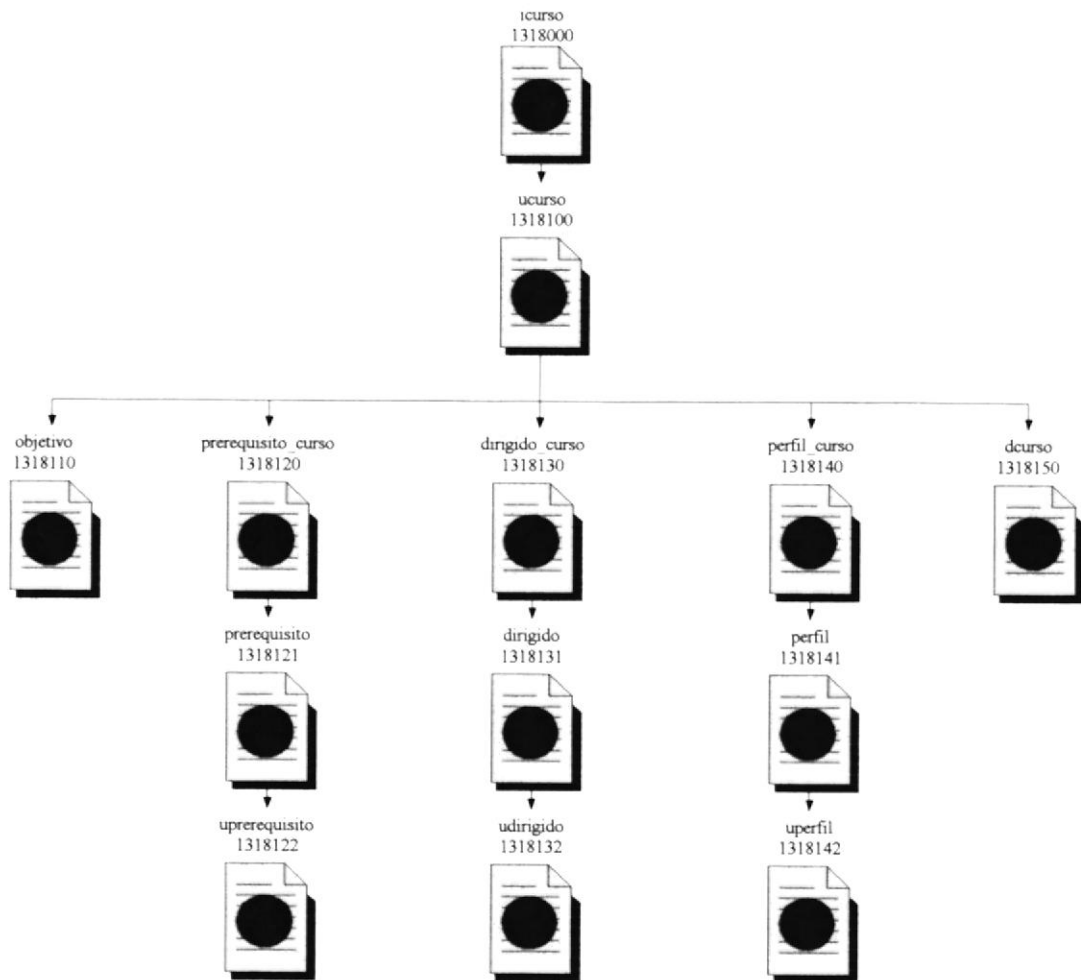 icurso
1318000
ucurso
1318100
objetivo
1318110
prerequisito_curso
1318120
dirigido_curso
1318130
perfil_curso
1318140
dcurso
1318150
prerequisito
1318121
dirigido
1318131
perfil
1318141
uprerequisito
1318122
udirigido
1318132
uperfil
1318142